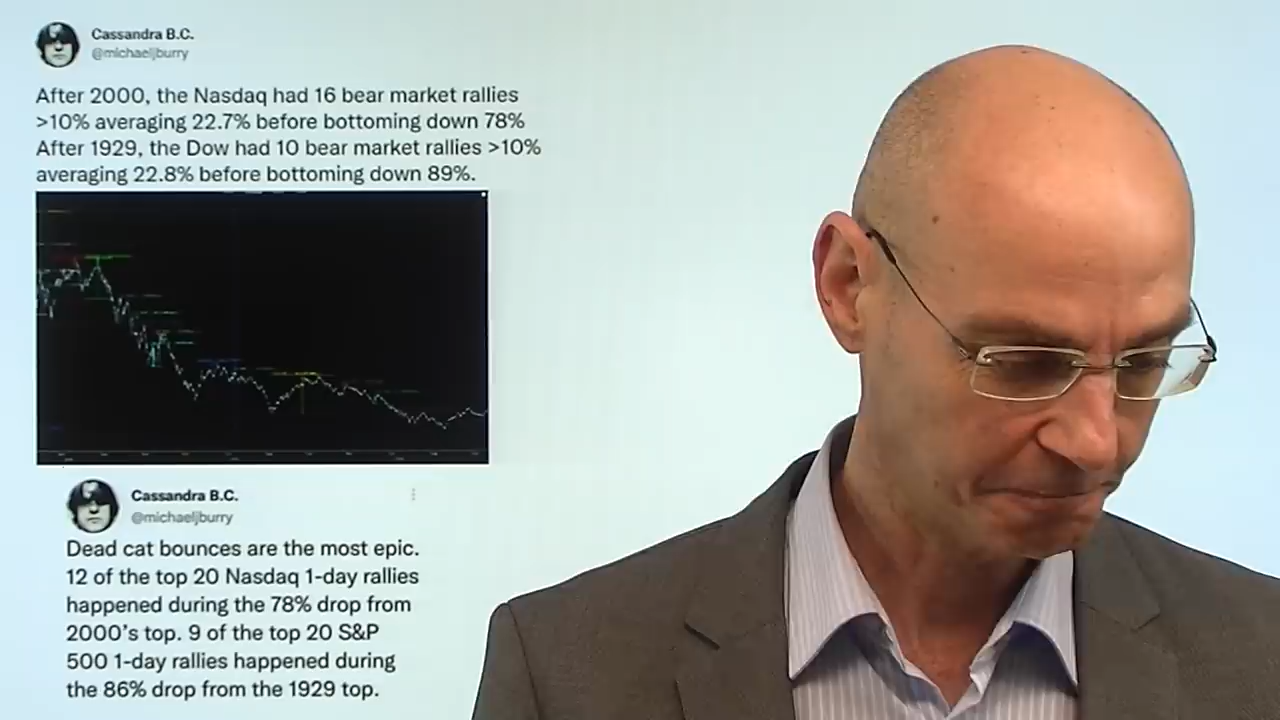 Cassandra B.C.
@michaeljburry
After 2000, the Nasdaq had 16 bear market rallies
>10% averaging 22.7% before bottoming down 78%
After 1929, the Dow had 10 bear market rallies >10%
averaging 22.8% before bottoming down 89%.
Cassandra B.C.
@michaeljburry
Dead cat bounces are the most epic.
12 of the top 20 Nasdaq 1-day rallies
happened during the 78% drop from
2000's top. 9 of the top 20 S&P
500 1-day rallies happened during
the 86% drop from the 1929 top.